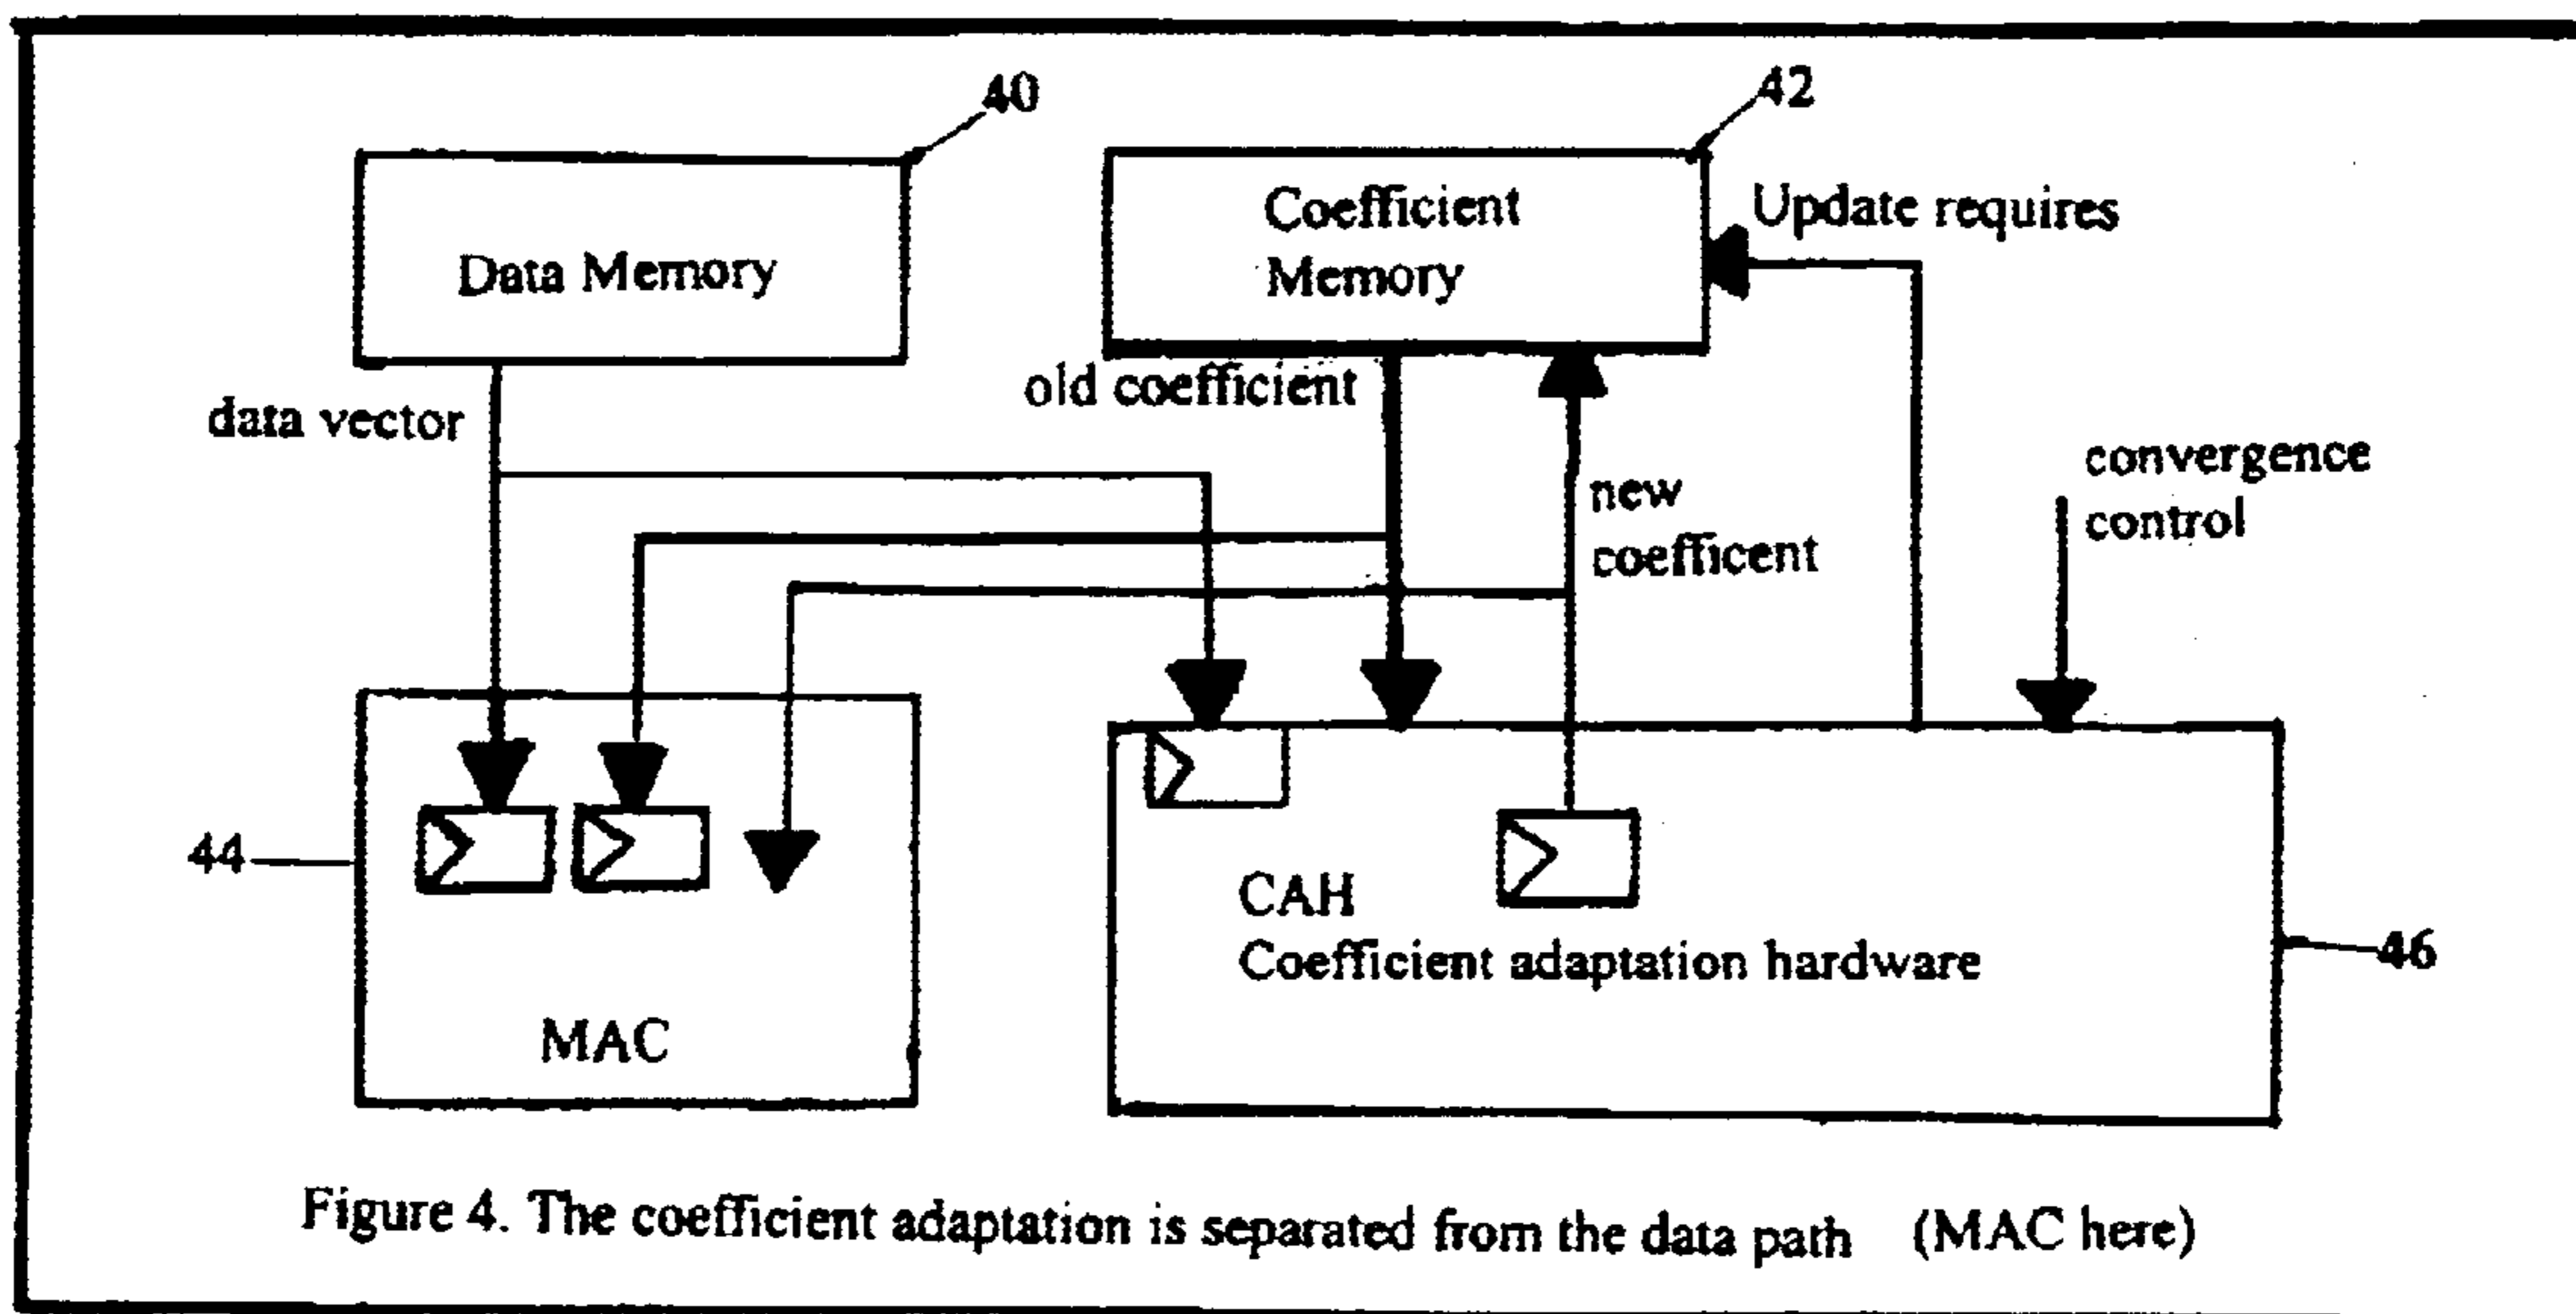 40
42
Data Memory
Coefficient
Memory
Update requires
data vector
old coefficient
new
coefficent
convergence
control
44
MAC
CAH
Coefficient adaptation hardware
46
Figure 4. The coefficient adaptation is separated from the data path (MAC here)